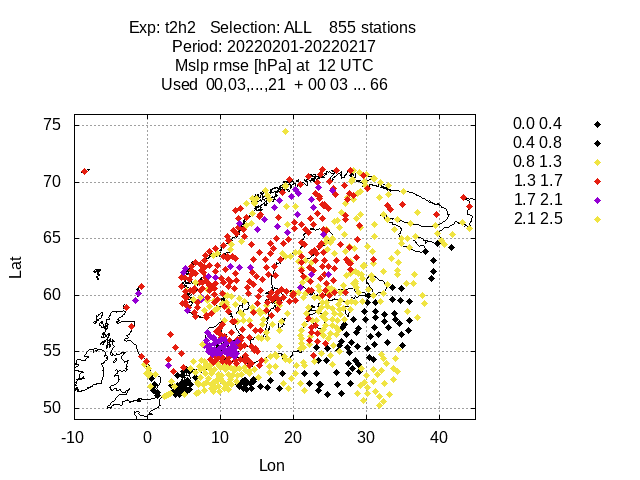 Exp: t2h2 Selection: ALL 855 stations
Period: 20220201-20220217
Mslp rmse [hPa] at 12 UTC
Used 00,03,...,21 + 00 03 ... 66
0.0 0.4
0.4 0.8
0.8 1.3
1.3 1.7
1.7 2.1
2.1 2.5
75
70
65
60
55
50
Lat
-10 0 10 20 30 40
Lon